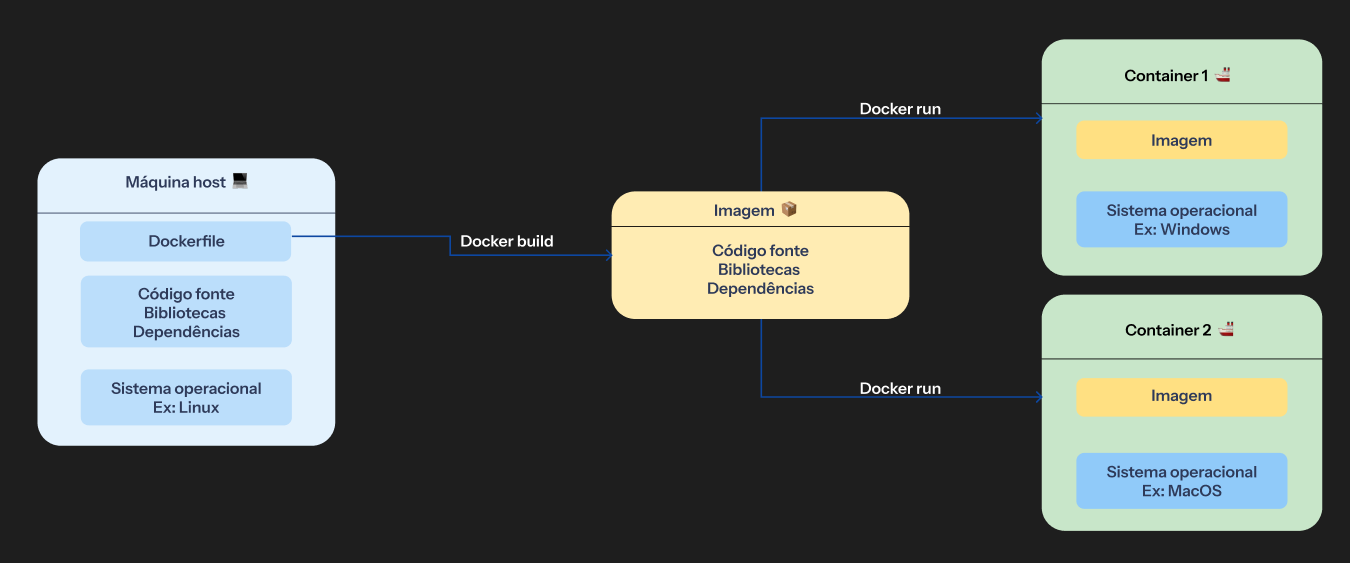 Máquina host
Dockerfile
Código fonte
Bibliotecas
Dependências
Sistema operacional
Ex: Linux
Docker build
Imagem
Código fonte
Bibliotecas
Dependências
Docker run
Docker run
Container 1
Imagem
Sistema operacional
Ex: Windows
Container 2
Imagem
Sistema operacional
Ex: MacOS